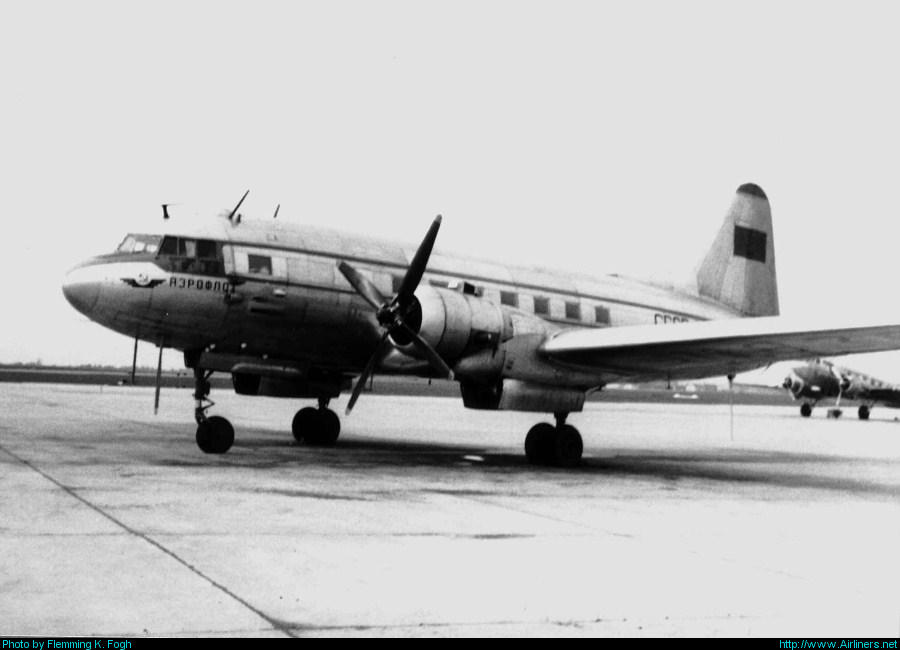 АЭРОФЛОТ
Photo by Flemming K. Fogh
http://www.Airliners.net